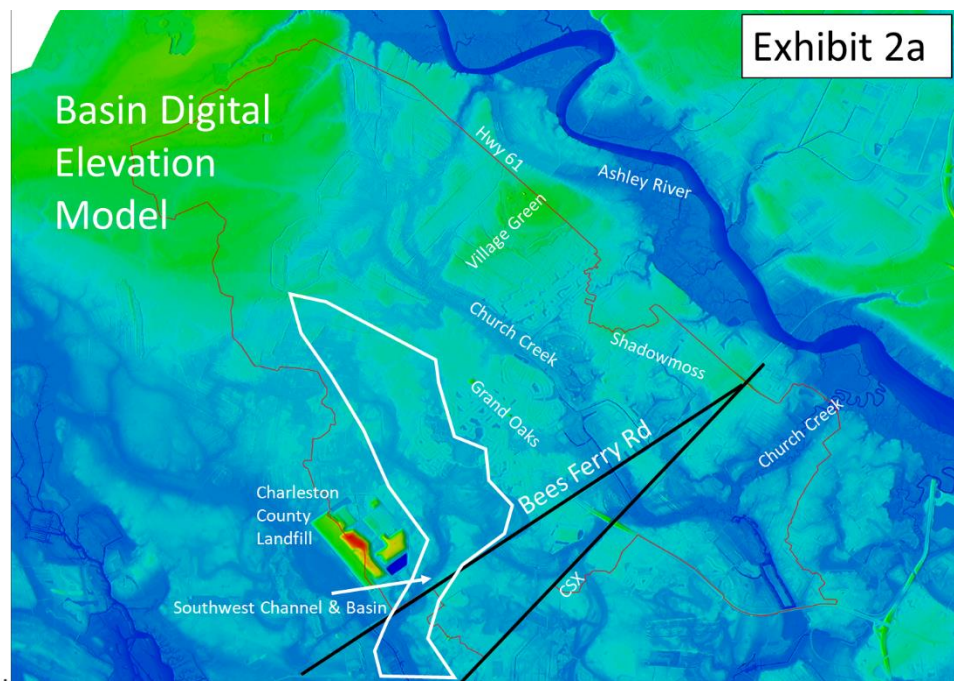 Exhibit 2a
Basin Digital
Elevation
Model
Hwy 61
Ashley River
Village Green
Church Creek
Shadowmoss
Grand Oaks
Bees Ferry Rd
Church Creek
Charleston
County
Landfill
CSX
Southwest Channel & Basin